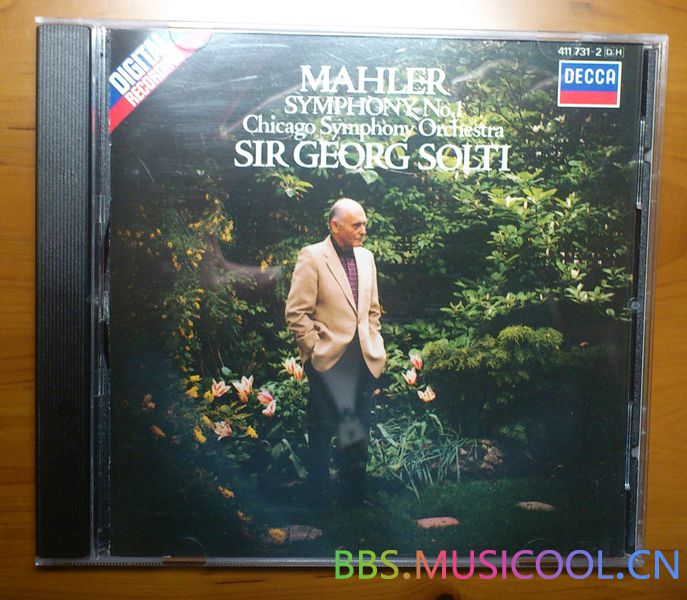 DIGITAL
RECORDING
411 731-2 DH
DECCA
MAHLER
SYMPHONY No.1
Chicago Symphony Orchestra
SIR GEORG SOLTI
BBS.MUSICOOL.CN